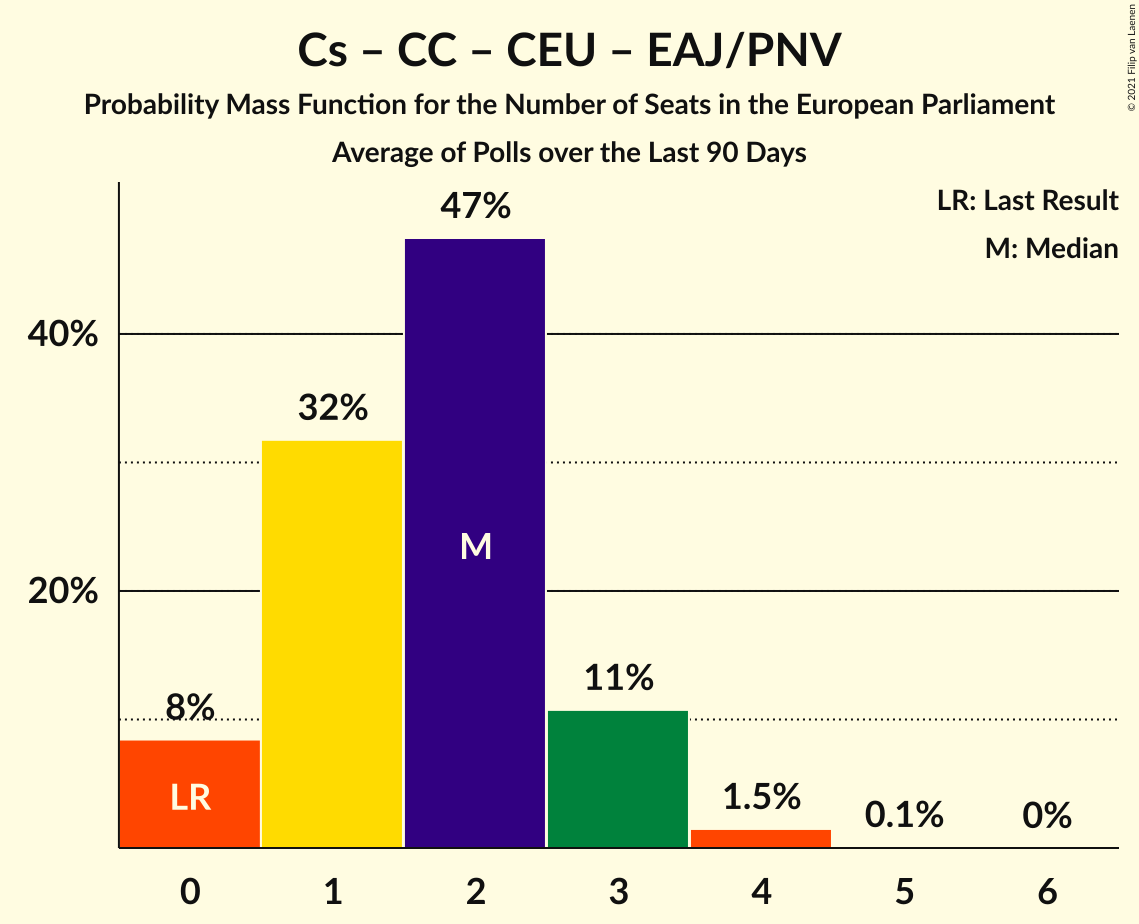 Cs – CC – CEU – EAJ/PNV
Probability Mass Function for the Number of Seats in the European Parliament
Average of Polls over the Last 90 Days
© 2021 Filip van Laenen
LR: Last Result
M: Median
47%
40%
32%
M
20%
11%
8%
LR
1.5%
0.1%
0%
0 1 2 3 4 5 6